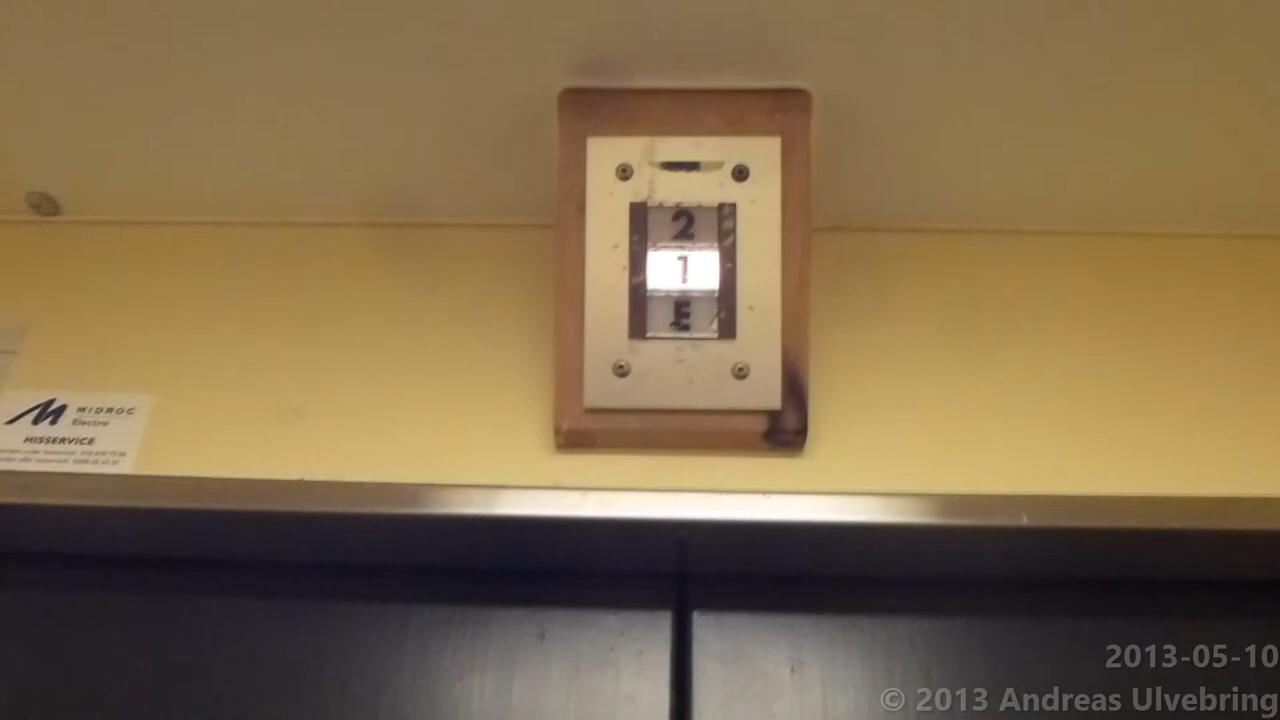 2
1
E
MIDROC
Electro
HISSERVICE
2013-05-10
© 2013 Andreas Ulvebring